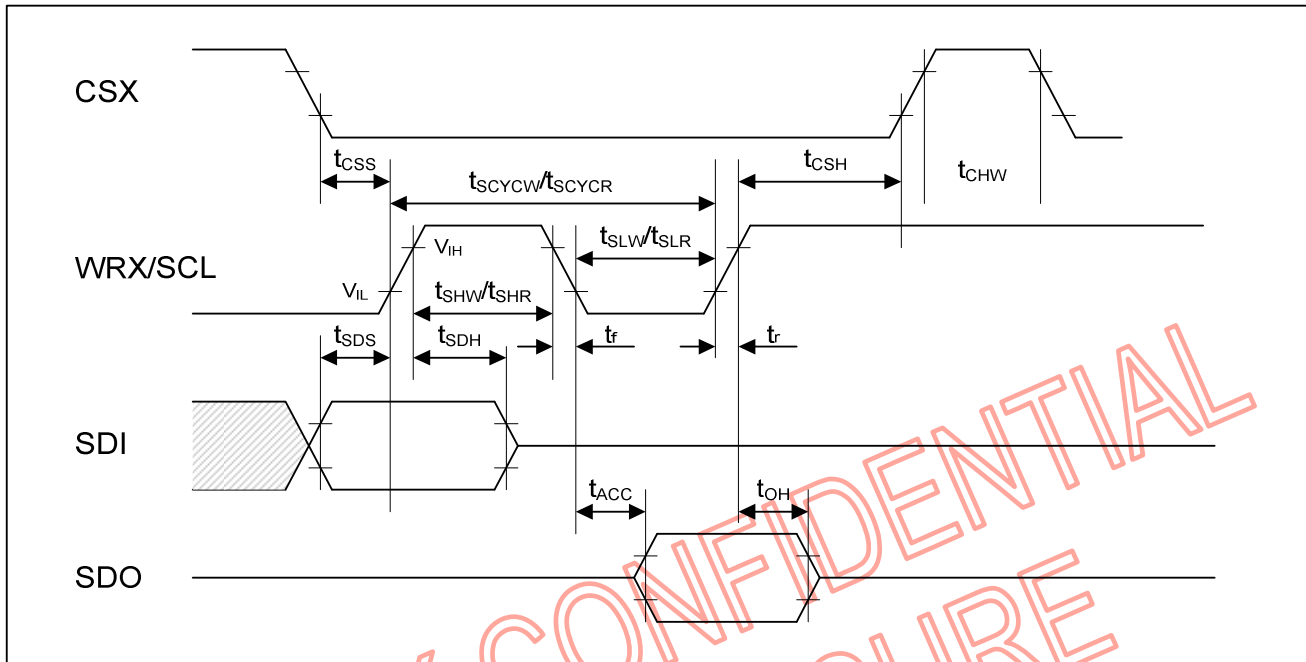 CSX
tCSS
tSCYCW/tSCYCR
tCSH
tCHW
WRX/SCL
VIH
tSLW/tSLR
VIL
tSHW/tSHR
tSDS
tSDH
tf
tr
SDI
tACC
tOH
SDO
CONFIDENTIAL